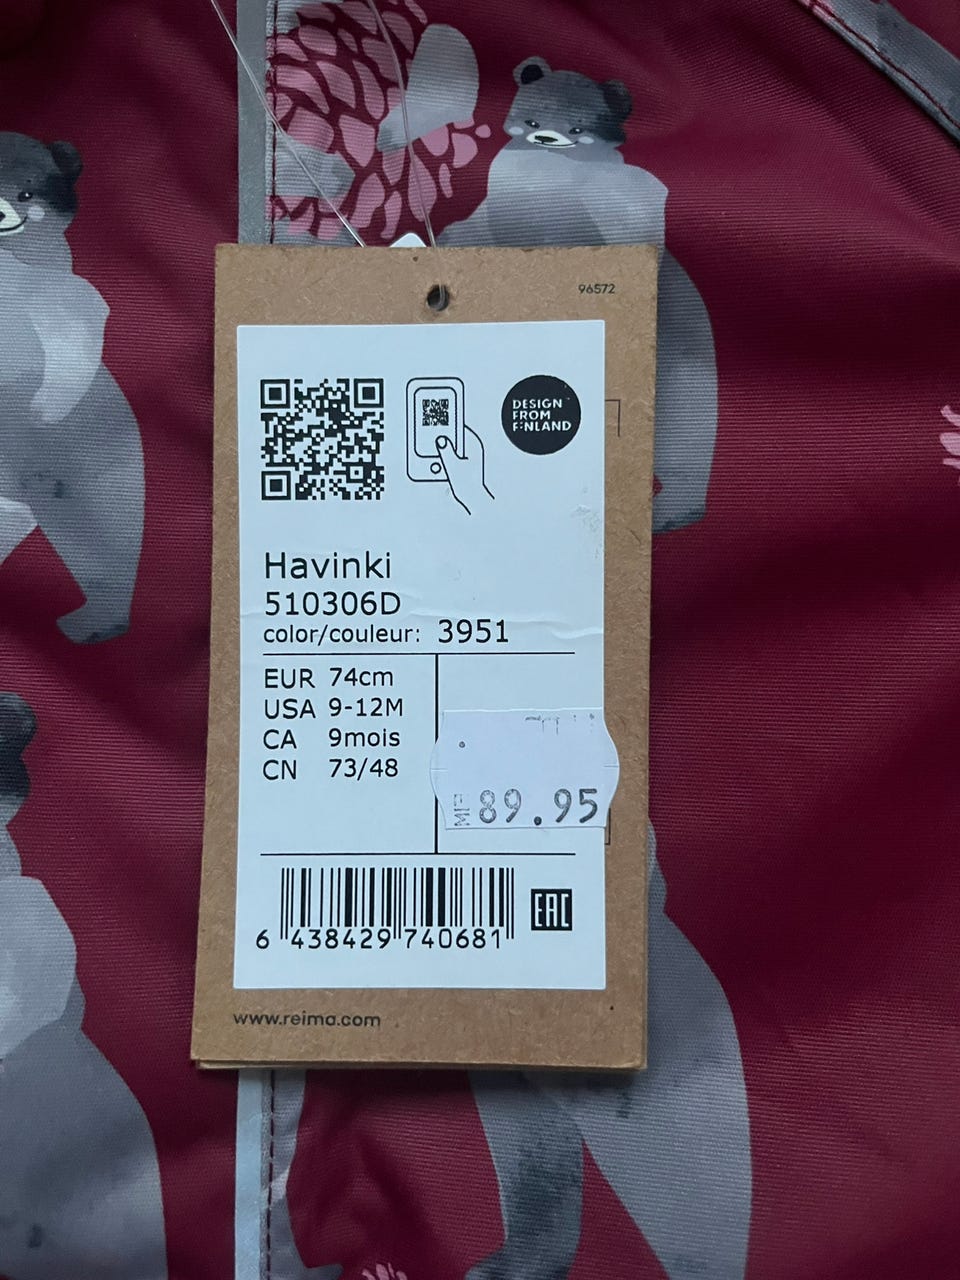 96572
DESIGN
FROM
FINLAND
Havinki
510306D
color/couleur: 3951
EUR 74cm
USA 9-12M
CA 9mois
CN 73/48
89.95
6 438429 740681
EAC
www.reima.com